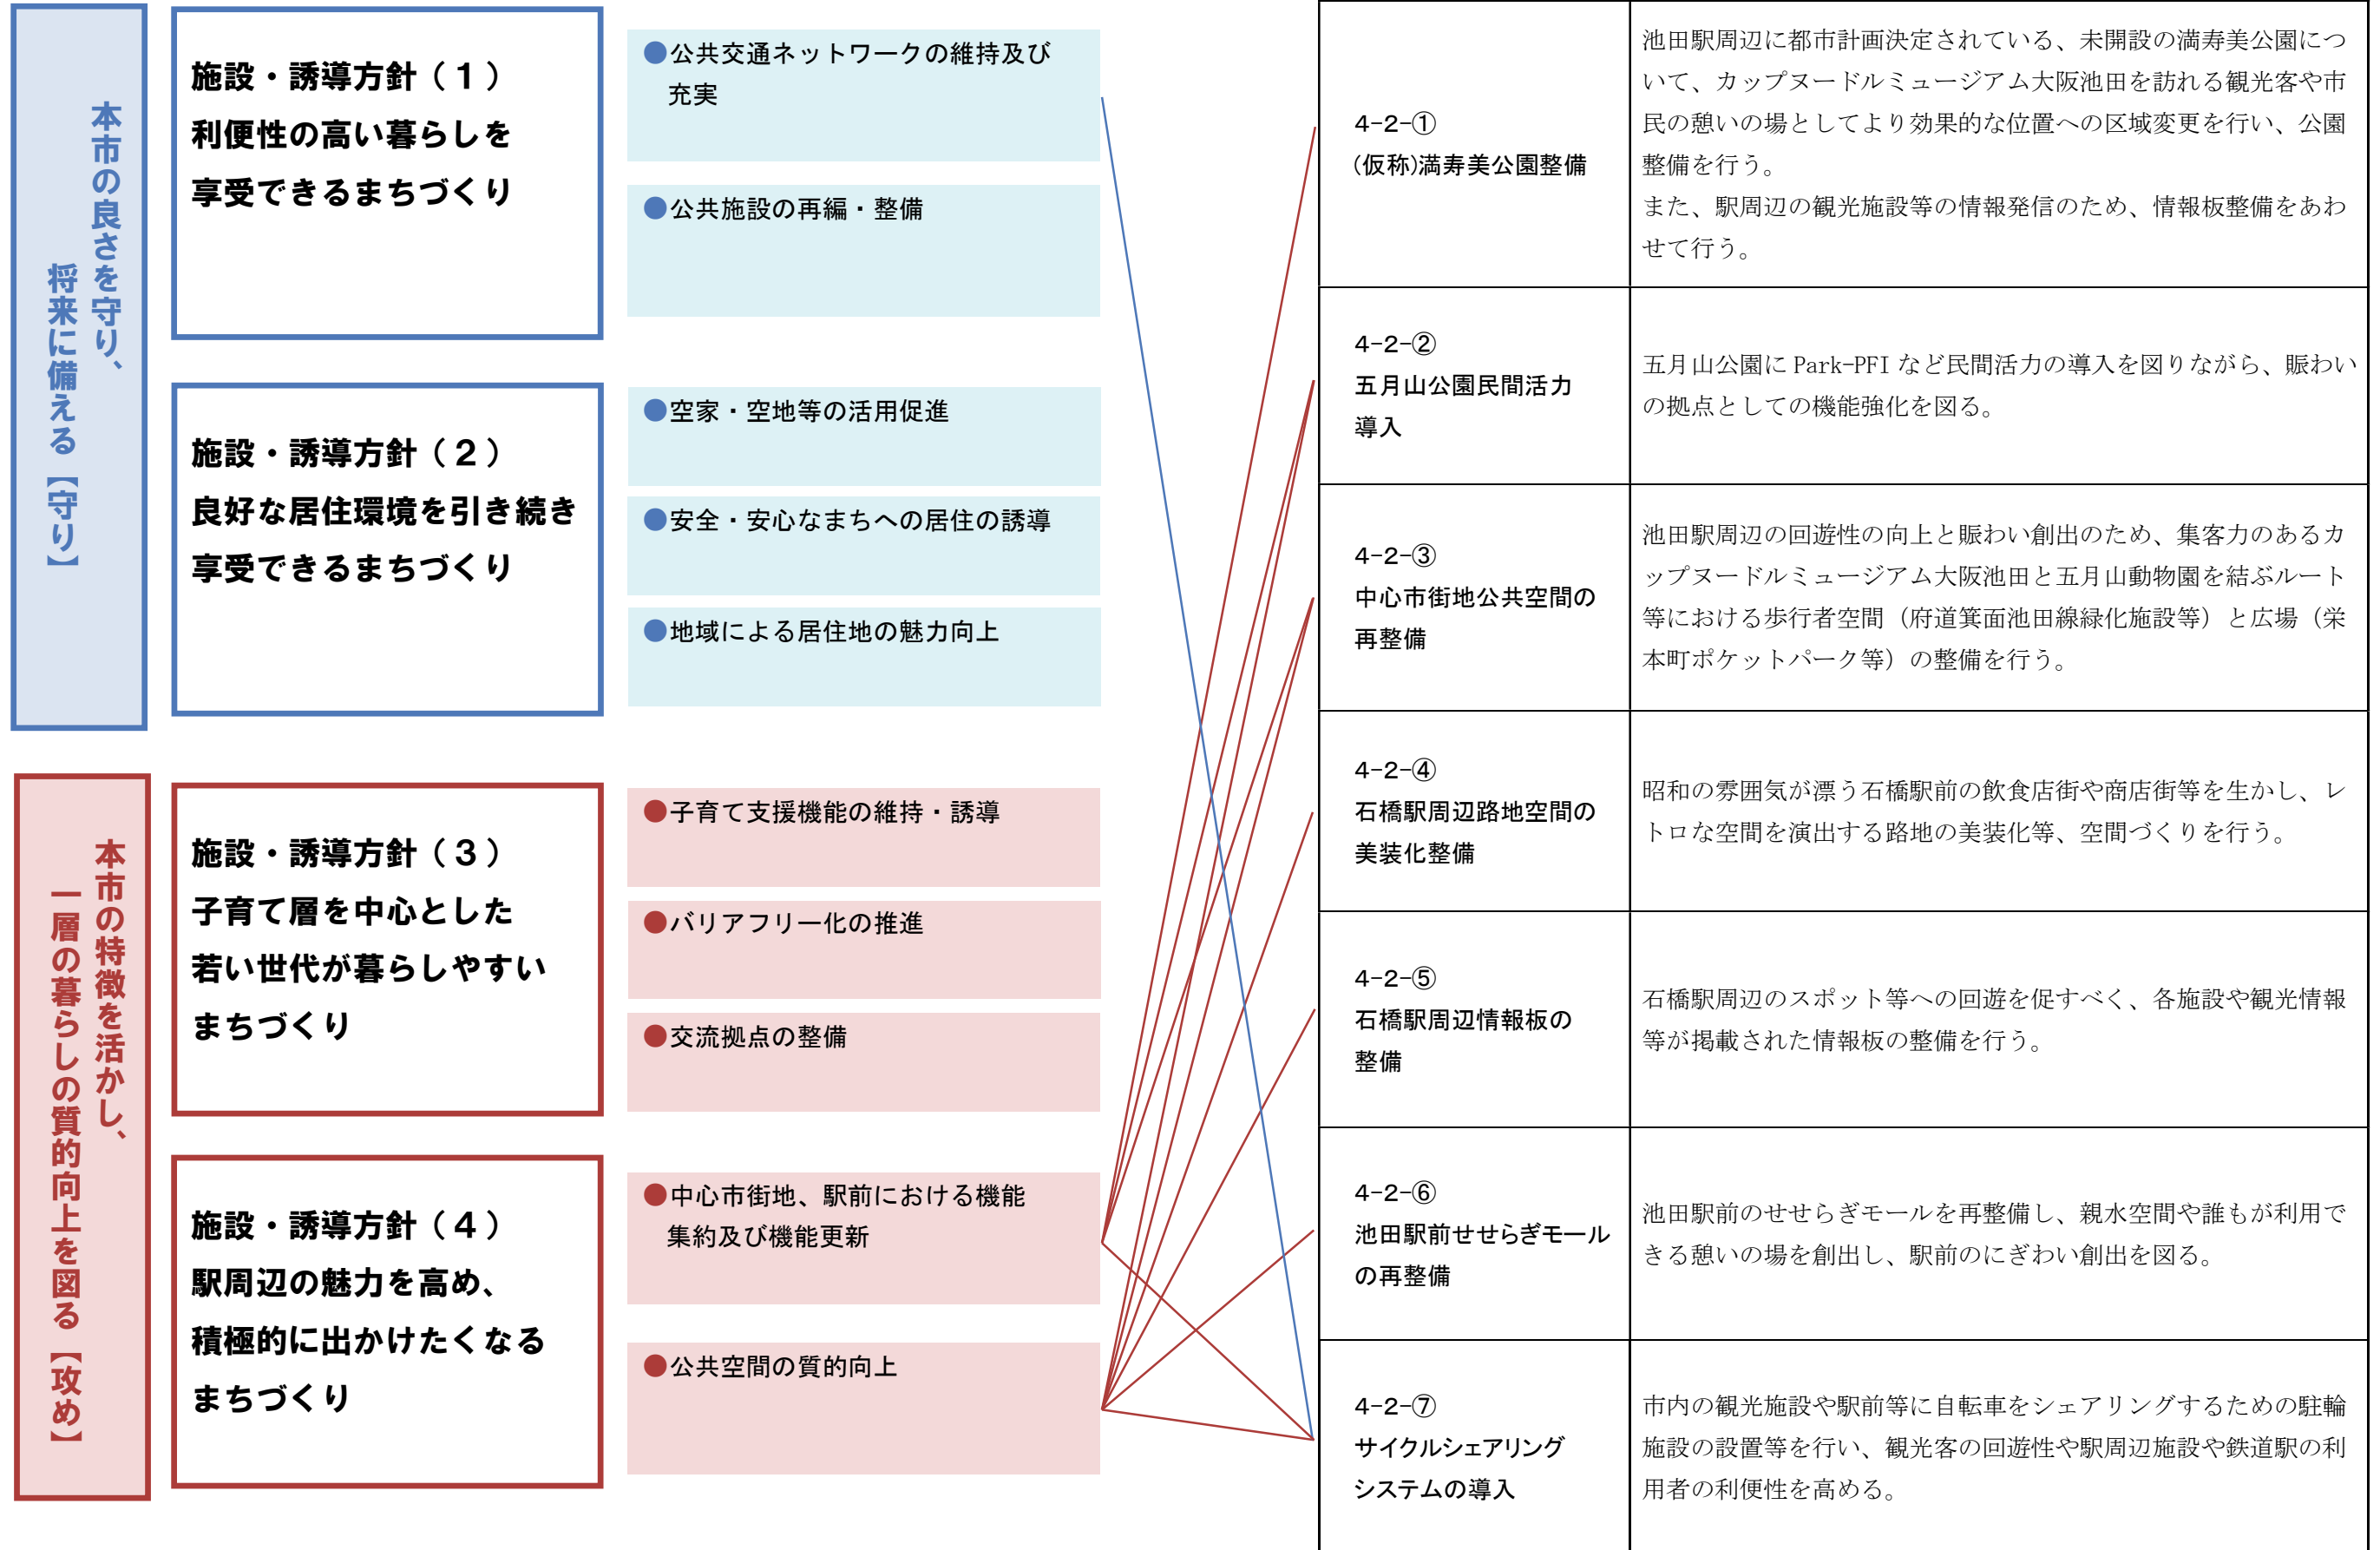 本市の良さを守り、
将来に備える【守り】
施設・誘導方針（１）
利便性の高い暮らしを
享受できるまちづくり
●公共交通ネットワークの維持及び
充実
●公共施設の再編・整備
施設・誘導方針（２）
良好な居住環境を引き続き
享受できるまちづくり
●空家・空地等の活用促進
●安全・安心なまちへの居住の誘導
●地域による居住地の魅力向上
本市の特徴を活かし、
一層の暮らしの質的向上を図る【攻め】
施設・誘導方針（３）
子育て層を中心とした
若い世代が暮らしやすい
まちづくり
●子育て支援機能の維持・誘導
●バリアフリー化の推進
●交流拠点の整備
施設・誘導方針（４）
駅周辺の魅力を高め、
積極的に出かけたくなる
まちづくり
●中心市街地、駅前における機能
集約及び機能更新
●公共空間の質的向上
4-2-①
(仮称)満寿美公園整備
池田駅周辺に都市計画決定されている、未開設の満寿美公園につ
いて、カップヌードルミュージアム大阪池田を訪れる観光客や市
民の憩いの場としてより効果的な位置への区域変更を行い、公園
整備を行う。
また、駅周辺の観光施設等の情報発信のため、情報板整備をあわ
せて行う。
4-2-②
五月山公園民間活力
導入
五月山公園に Park-PFI など民間活力の導入を図りながら、賑わい
の拠点としての機能強化を図る。
4-2-③
中心市街地公共空間の
再整備
池田駅周辺の回遊性の向上と賑わい創出のため、集客力のあるカ
ップヌードルミュージアム大阪池田と五月山動物園を結ぶルート
等における歩行者空間（府道箕面池田線緑化施設等）と広場（栄
本町ポケットパーク等）の整備を行う。
4-2-④
石橋駅周辺路地空間の
美装化整備
昭和の雰囲気が漂う石橋駅前の飲食店街や商店街等を生かし、レ
トロな空間を演出する路地の美装化等、空間づくりを行う。
4-2-⑤
石橋駅周辺情報板の
整備
石橋駅周辺のスポット等への回遊を促すべく、各施設や観光情報
等が掲載された情報板の整備を行う。
4-2-⑥
池田駅前せせらぎモール
の再整備
池田駅前のせせらぎモールを再整備し、親水空間や誰もが利用で
きる憩いの場を創出し、駅前のにぎわい創出を図る。
4-2-⑦
サイクルシェアリング
システムの導入
市内の観光施設や駅前等に自転車をシェアリングするための駐輪
施設の設置等を行い、観光客の回遊性や駅周辺施設や鉄道駅の利
用者の利便性を高める。